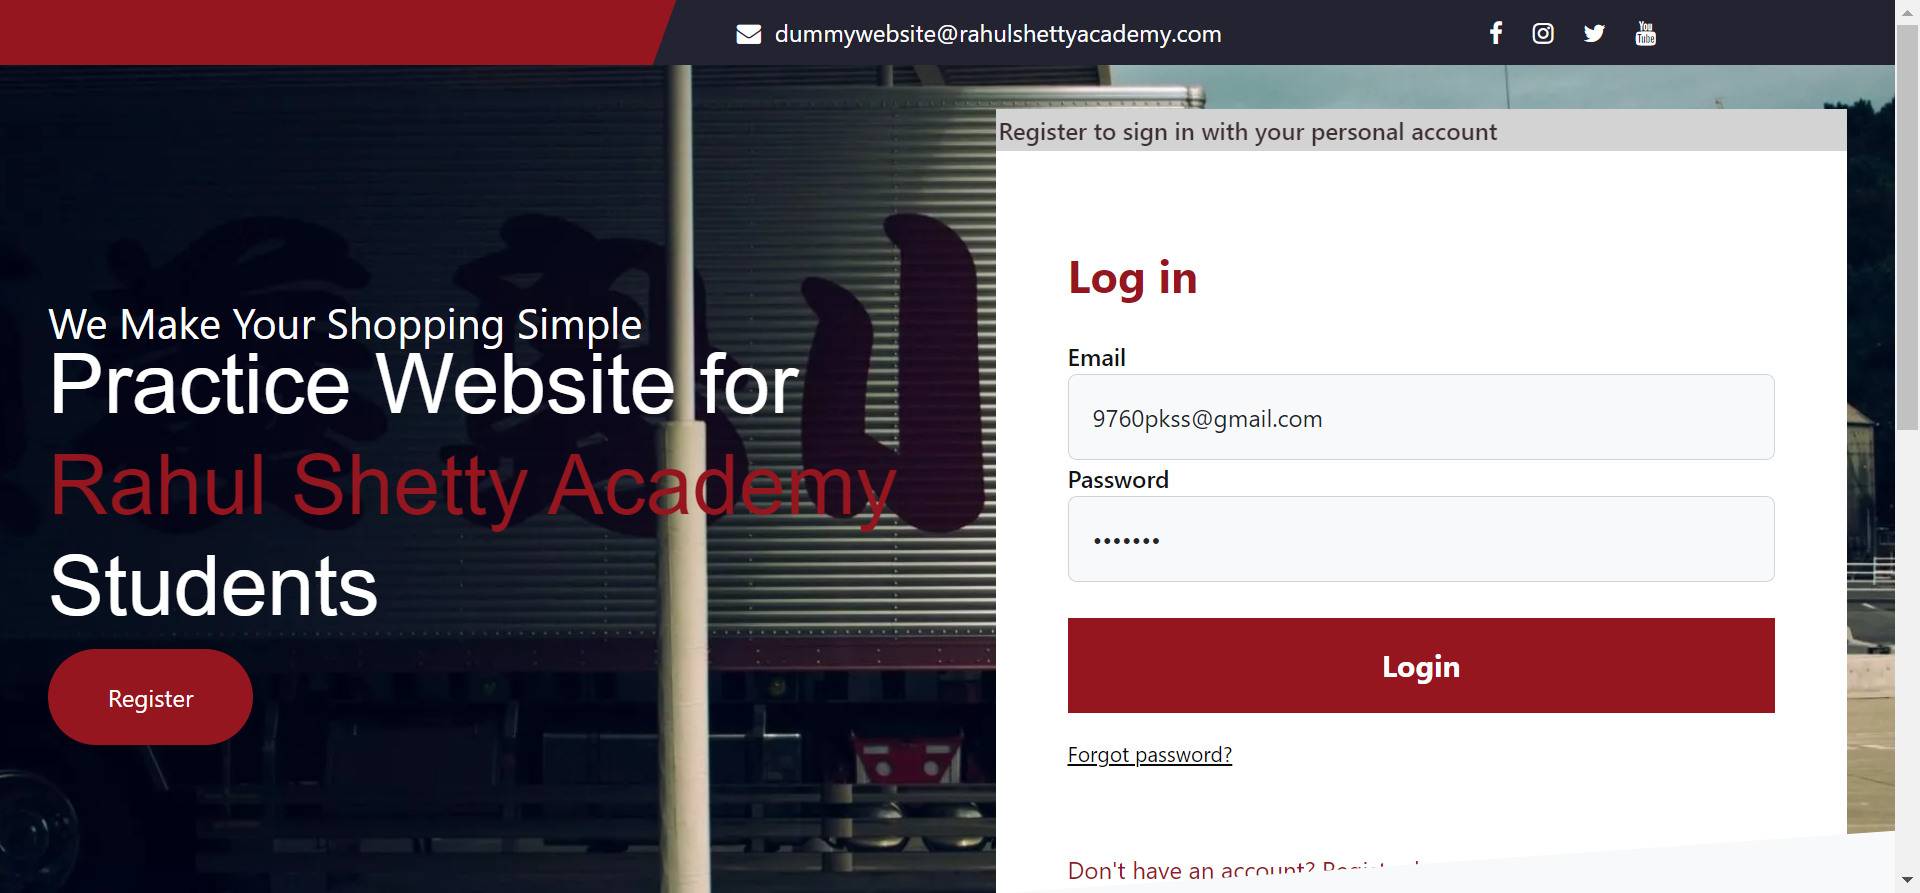 dummywebsite@rahulshettyacademy.com
You
Tube
Register to sign in with your personal account
We Make Your Shopping Simple
Practice Website for
Rahul Shetty Academy
Students
Register
Log in
Email
9760pkss@gmail.com
Password
•••••••
Login
Forgot password?
Don't have an account?